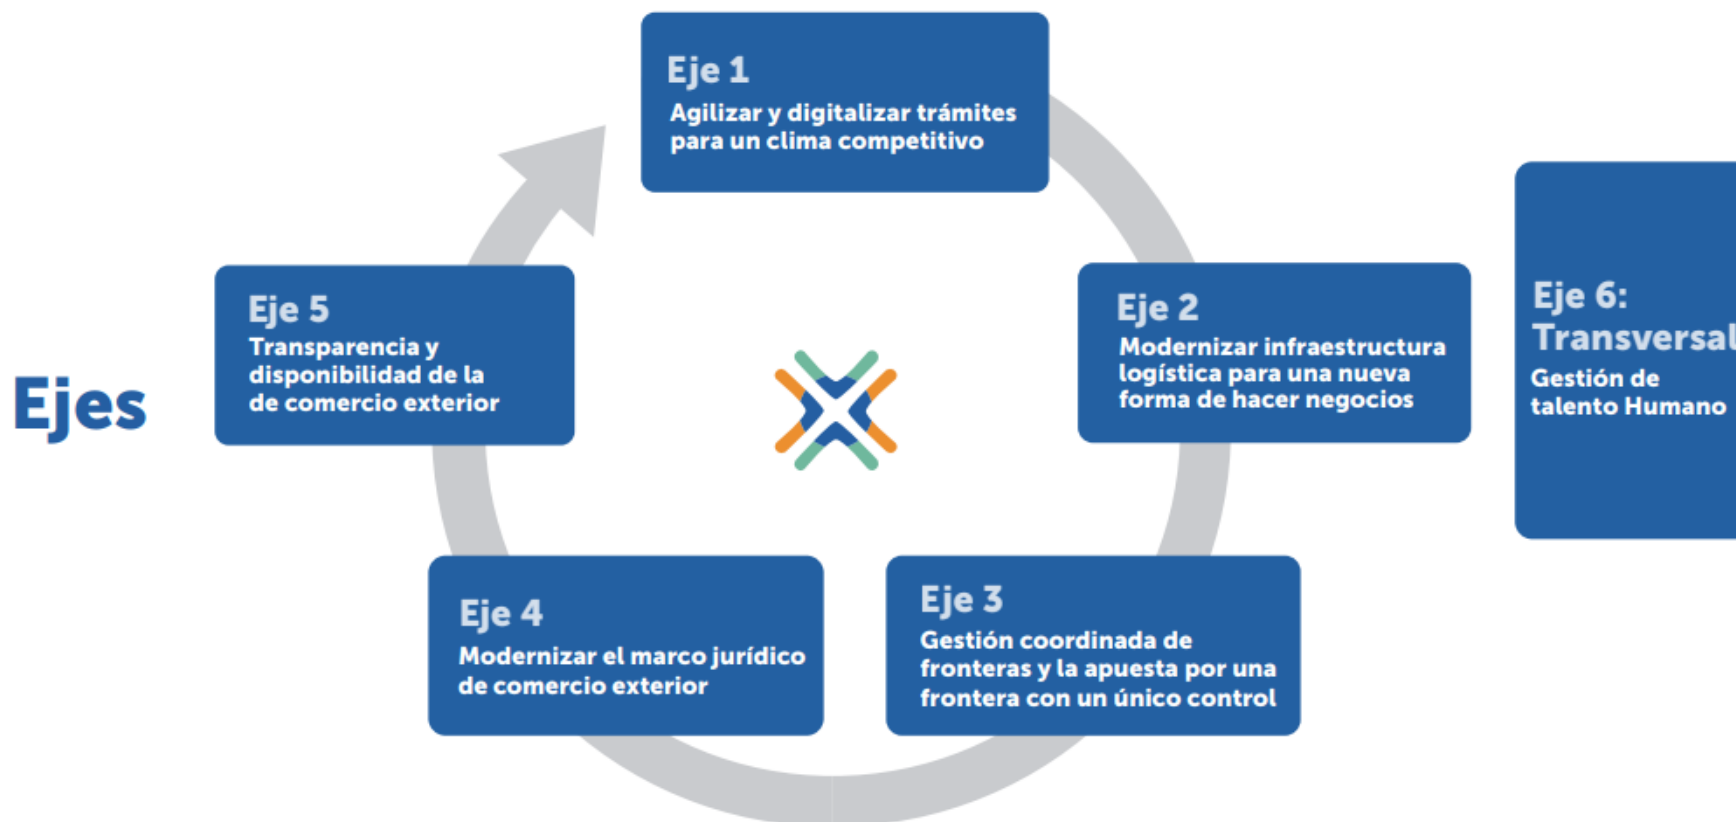 Ejes
Eje 1
Agilizar y digitalizar trámites
para un clima competitivo
Eje 2
Modernizar infraestructura
logística para una nueva
forma de hacer negocios
Eje 3
Gestión coordinada de
fronteras y la apuesta por una
frontera con un único control
Eje 4
Modernizar el marco jurídico
de comercio exterior
Eje 5
Transparencia y
disponibilidad de la
de comercio exterior
Eje 6:
Transversal
Gestión de
talento Humano